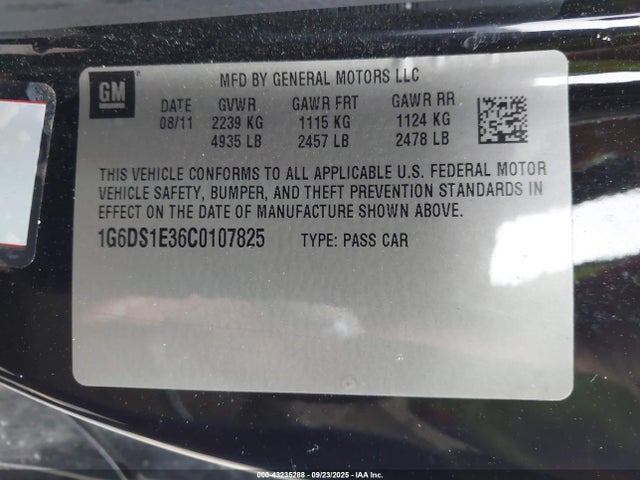 GM
MFD BY GENERAL MOTORS LLC
DATE GVWR GAWR FRT GAWR RR
08/11 2239 KG 1115 KG 1124 KG
4935 LB 2457 LB 2478 LB
THIS VEHICLE CONFORMS TO ALL APPLICABLE U.S. FEDERAL MOTOR
VEHICLE SAFETY, BUMPER, AND THEFT PREVENTION STANDARDS IN
EFFECT ON THE DATE OF MANUFACTURE SHOWN ABOVE.
1G6DS1E36C0107825 TYPE: PASS CAR
000-43235288 - 09/23/2025 - IAA Inc.